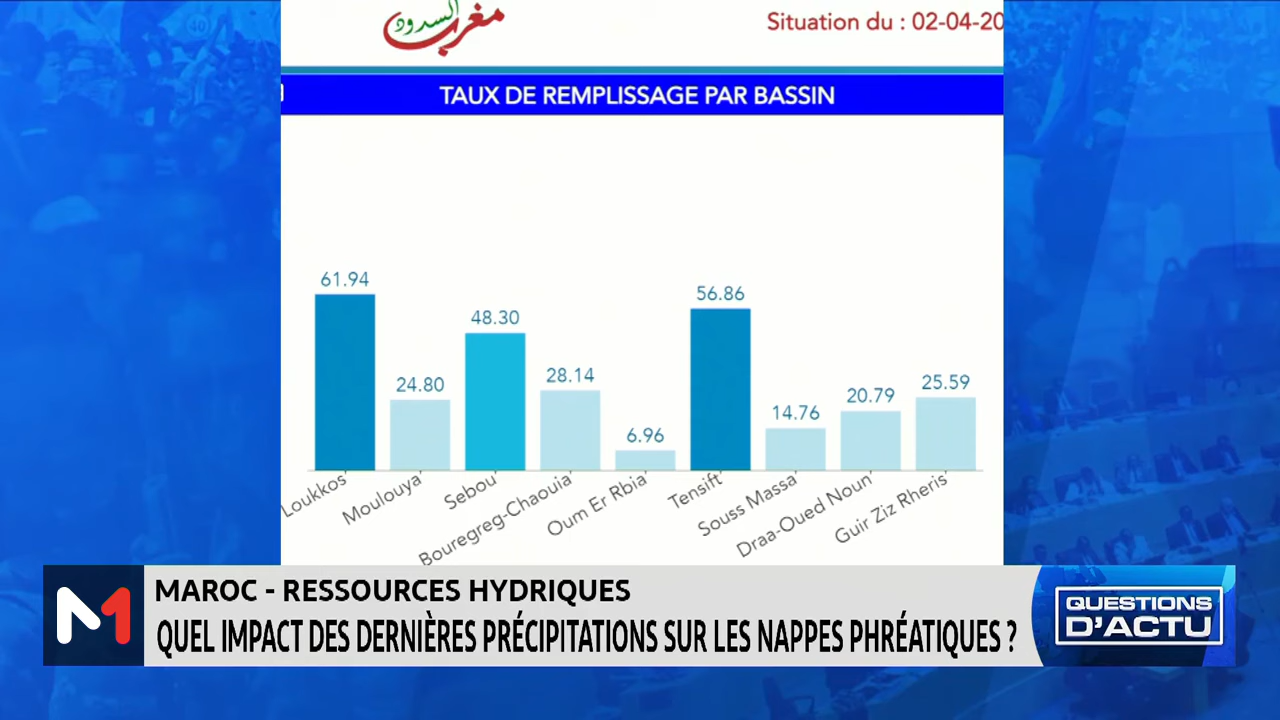 مغرب السدود
Situation du : 02-04-20
TAUX DE REMPLISSAGE PAR BASSIN
61.94
24.80
48.30
28.14
6.96
56.86
14.76
20.79
25.59
Loukkos
Moulouya
Sebou
Bouregreg-Chaouia
Oum Er Rbia
Tensift
Souss Massa
Draa-Oued Noun
Guir Ziz Rheris
M1
MAROC - RESSOURCES HYDRIQUES
QUEL IMPACT DES DERNIÈRES PRÉCIPITATIONS SUR LES NAPPES PHRÉATIQUES ?
QUESTIONS
D'ACTU